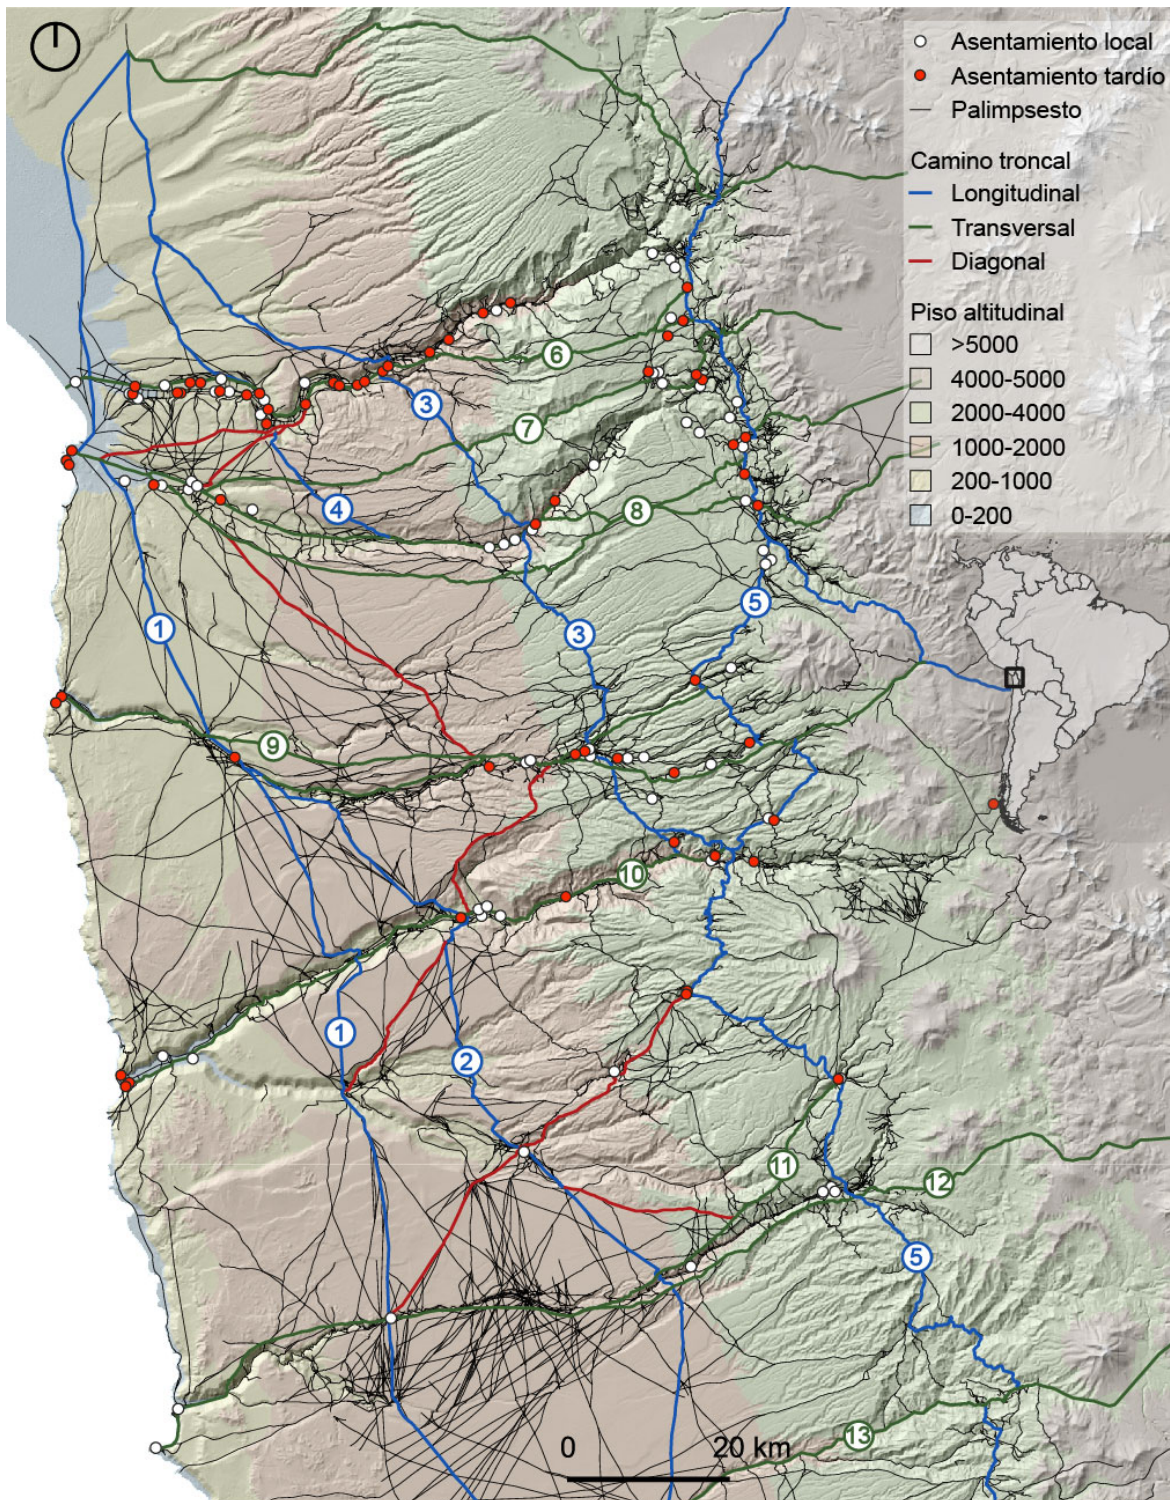 Asentamiento local
Asentamiento tardío
Palimpsesto
Camino troncal
Longitudinal
Transversal
Diagonal
Piso altitudinal
>5000
4000-5000
2000-4000
1000-2000
200-1000
0-200
6
3
7
4
8
5
1
3
9
10
1
2
11
12
5
13
0 20 km